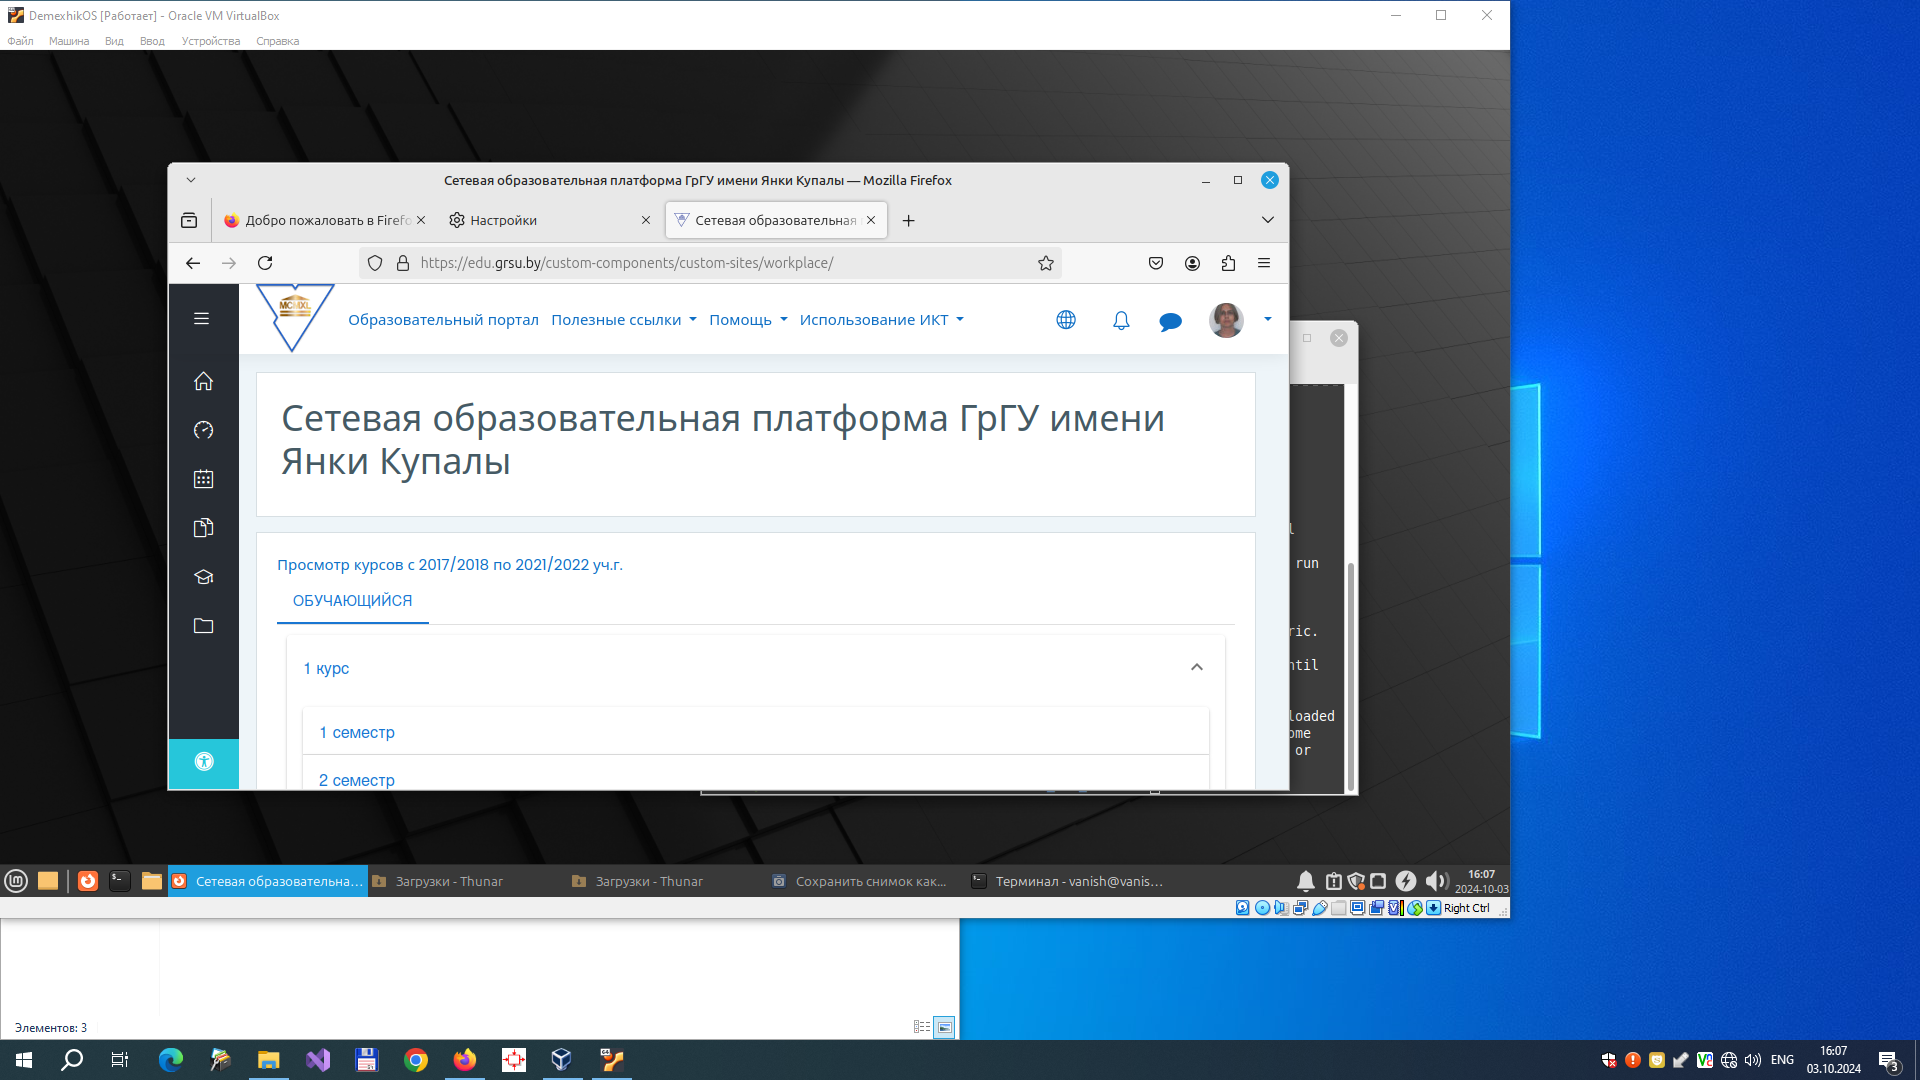 DemexhikOS [Работает] - Oracle VM VirtualBox
Файл Машина Вид Ввод Устройства Справка
Сетевая образовательная платформа ГрГУ имени Янки Купалы — Mozilla Firefox
Добро пожаловать в Firefo
Настройки
Сетевая образовательная
https://edu.grsu.by/custom-components/custom-sites/workplace/
MCMXL
Образовательный портал Полезные ссылки Помощь Использование ИКТ
Сетевая образовательная платформа ГрГУ имени
Янки Купалы
Просмотр курсов с 2017/2018 по 2021/2022 уч.г.
ОБУЧАЮЩИЙСЯ
1 курс
1 семестр
2 семестр
l
run
ric.
ntil
loaded
ome
or
Сетевая образовательна...
Загрузки - Thunar
Загрузки - Thunar
Сохранить снимок как...
Терминал - vanish@vanis...
16:07
2024-10-03
Right Ctrl
Элементов: 3
ENG
16:07
03.10.2024
3